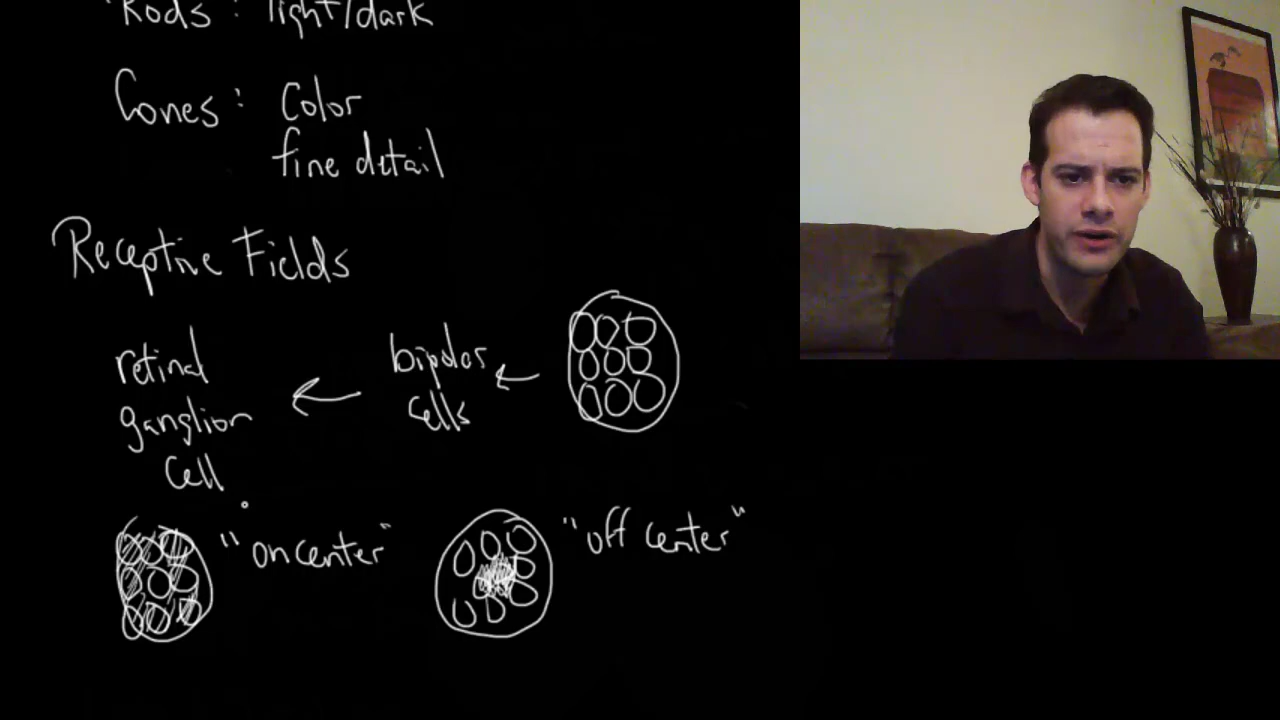 Rods : light/dark
Cones : Color
fine detail
Receptive Fields
retinal
ganglion
cell
bipolar
cells
"on center"
"off center"